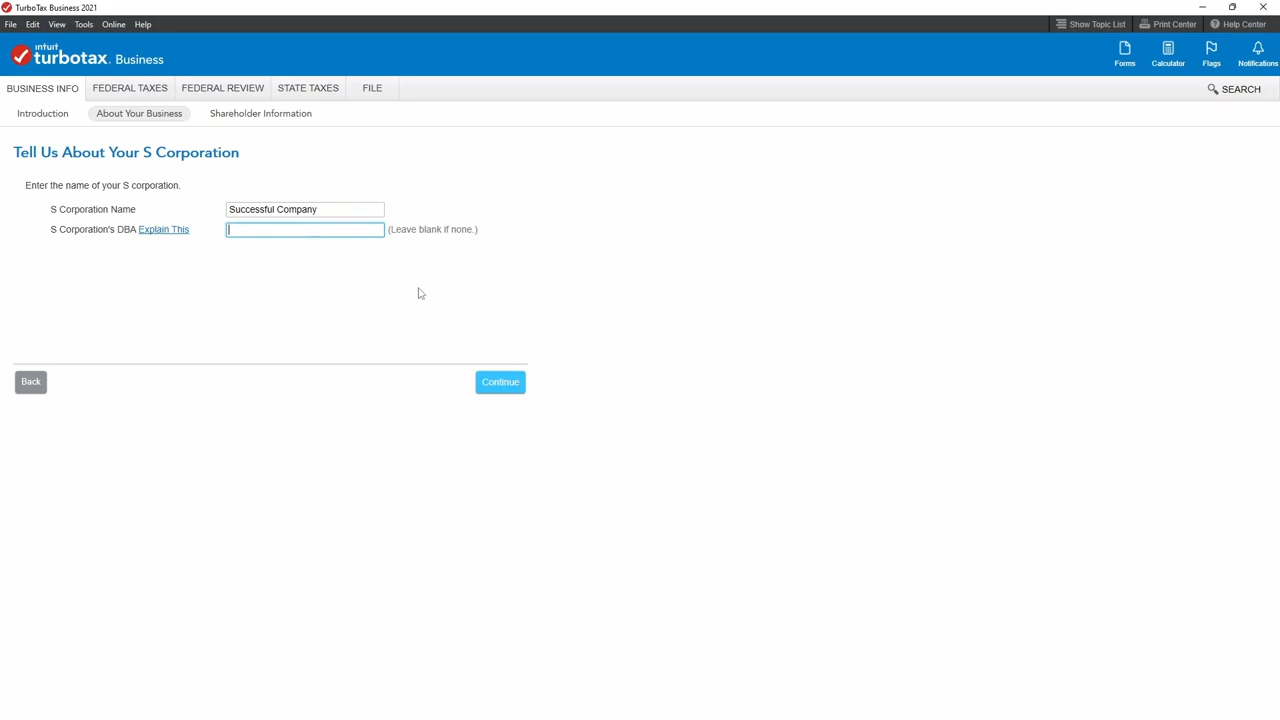 TurboTax Business 2021
File Edit View Tools Online Help Show Topic List Print Center Help Center
intuit turbotax. Business
Forms Calculator Flags Notifications
BUSINESS INFO FEDERAL TAXES FEDERAL REVIEW STATE TAXES FILE SEARCH
Introduction About Your Business Shareholder Information
Tell Us About Your S Corporation
Enter the name of your S corporation.
S Corporation Name Successful Company
S Corporation's DBA Explain This (Leave blank if none.)
Back Continue